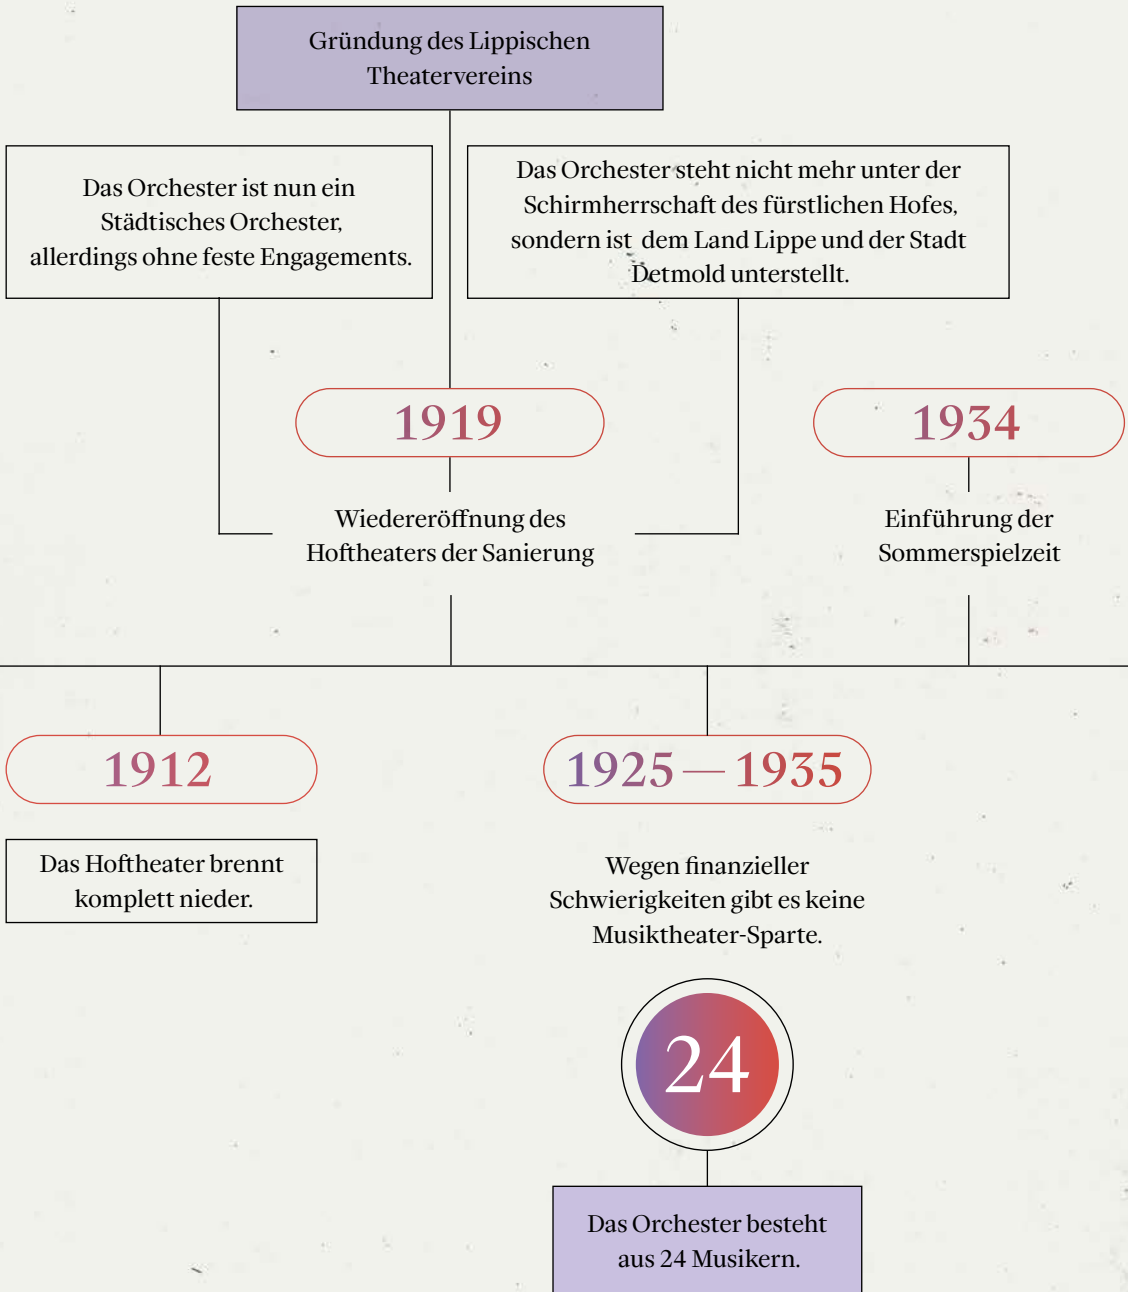 Gründung des Lippischen
Theatervereins
Das Orchester ist nun ein
Städtisches Orchester,
allerdings ohne feste Engagements.
Das Orchester steht nicht mehr unter der
Schirmherrschaft des fürstlichen Hofes,
sondern ist dem Land Lippe und der Stadt
Detmold unterstellt.
1919
Wiedereröffnung des
Hoftheaters der Sanierung
1934
Einführung der
Sommerspielzeit
1912
Das Hoftheater brennt
komplett nieder.
1925 — 1935
Wegen finanzieller
Schwierigkeiten gibt es keine
Musiktheater-Sparte.
24
Das Orchester besteht
aus 24 Musikern.